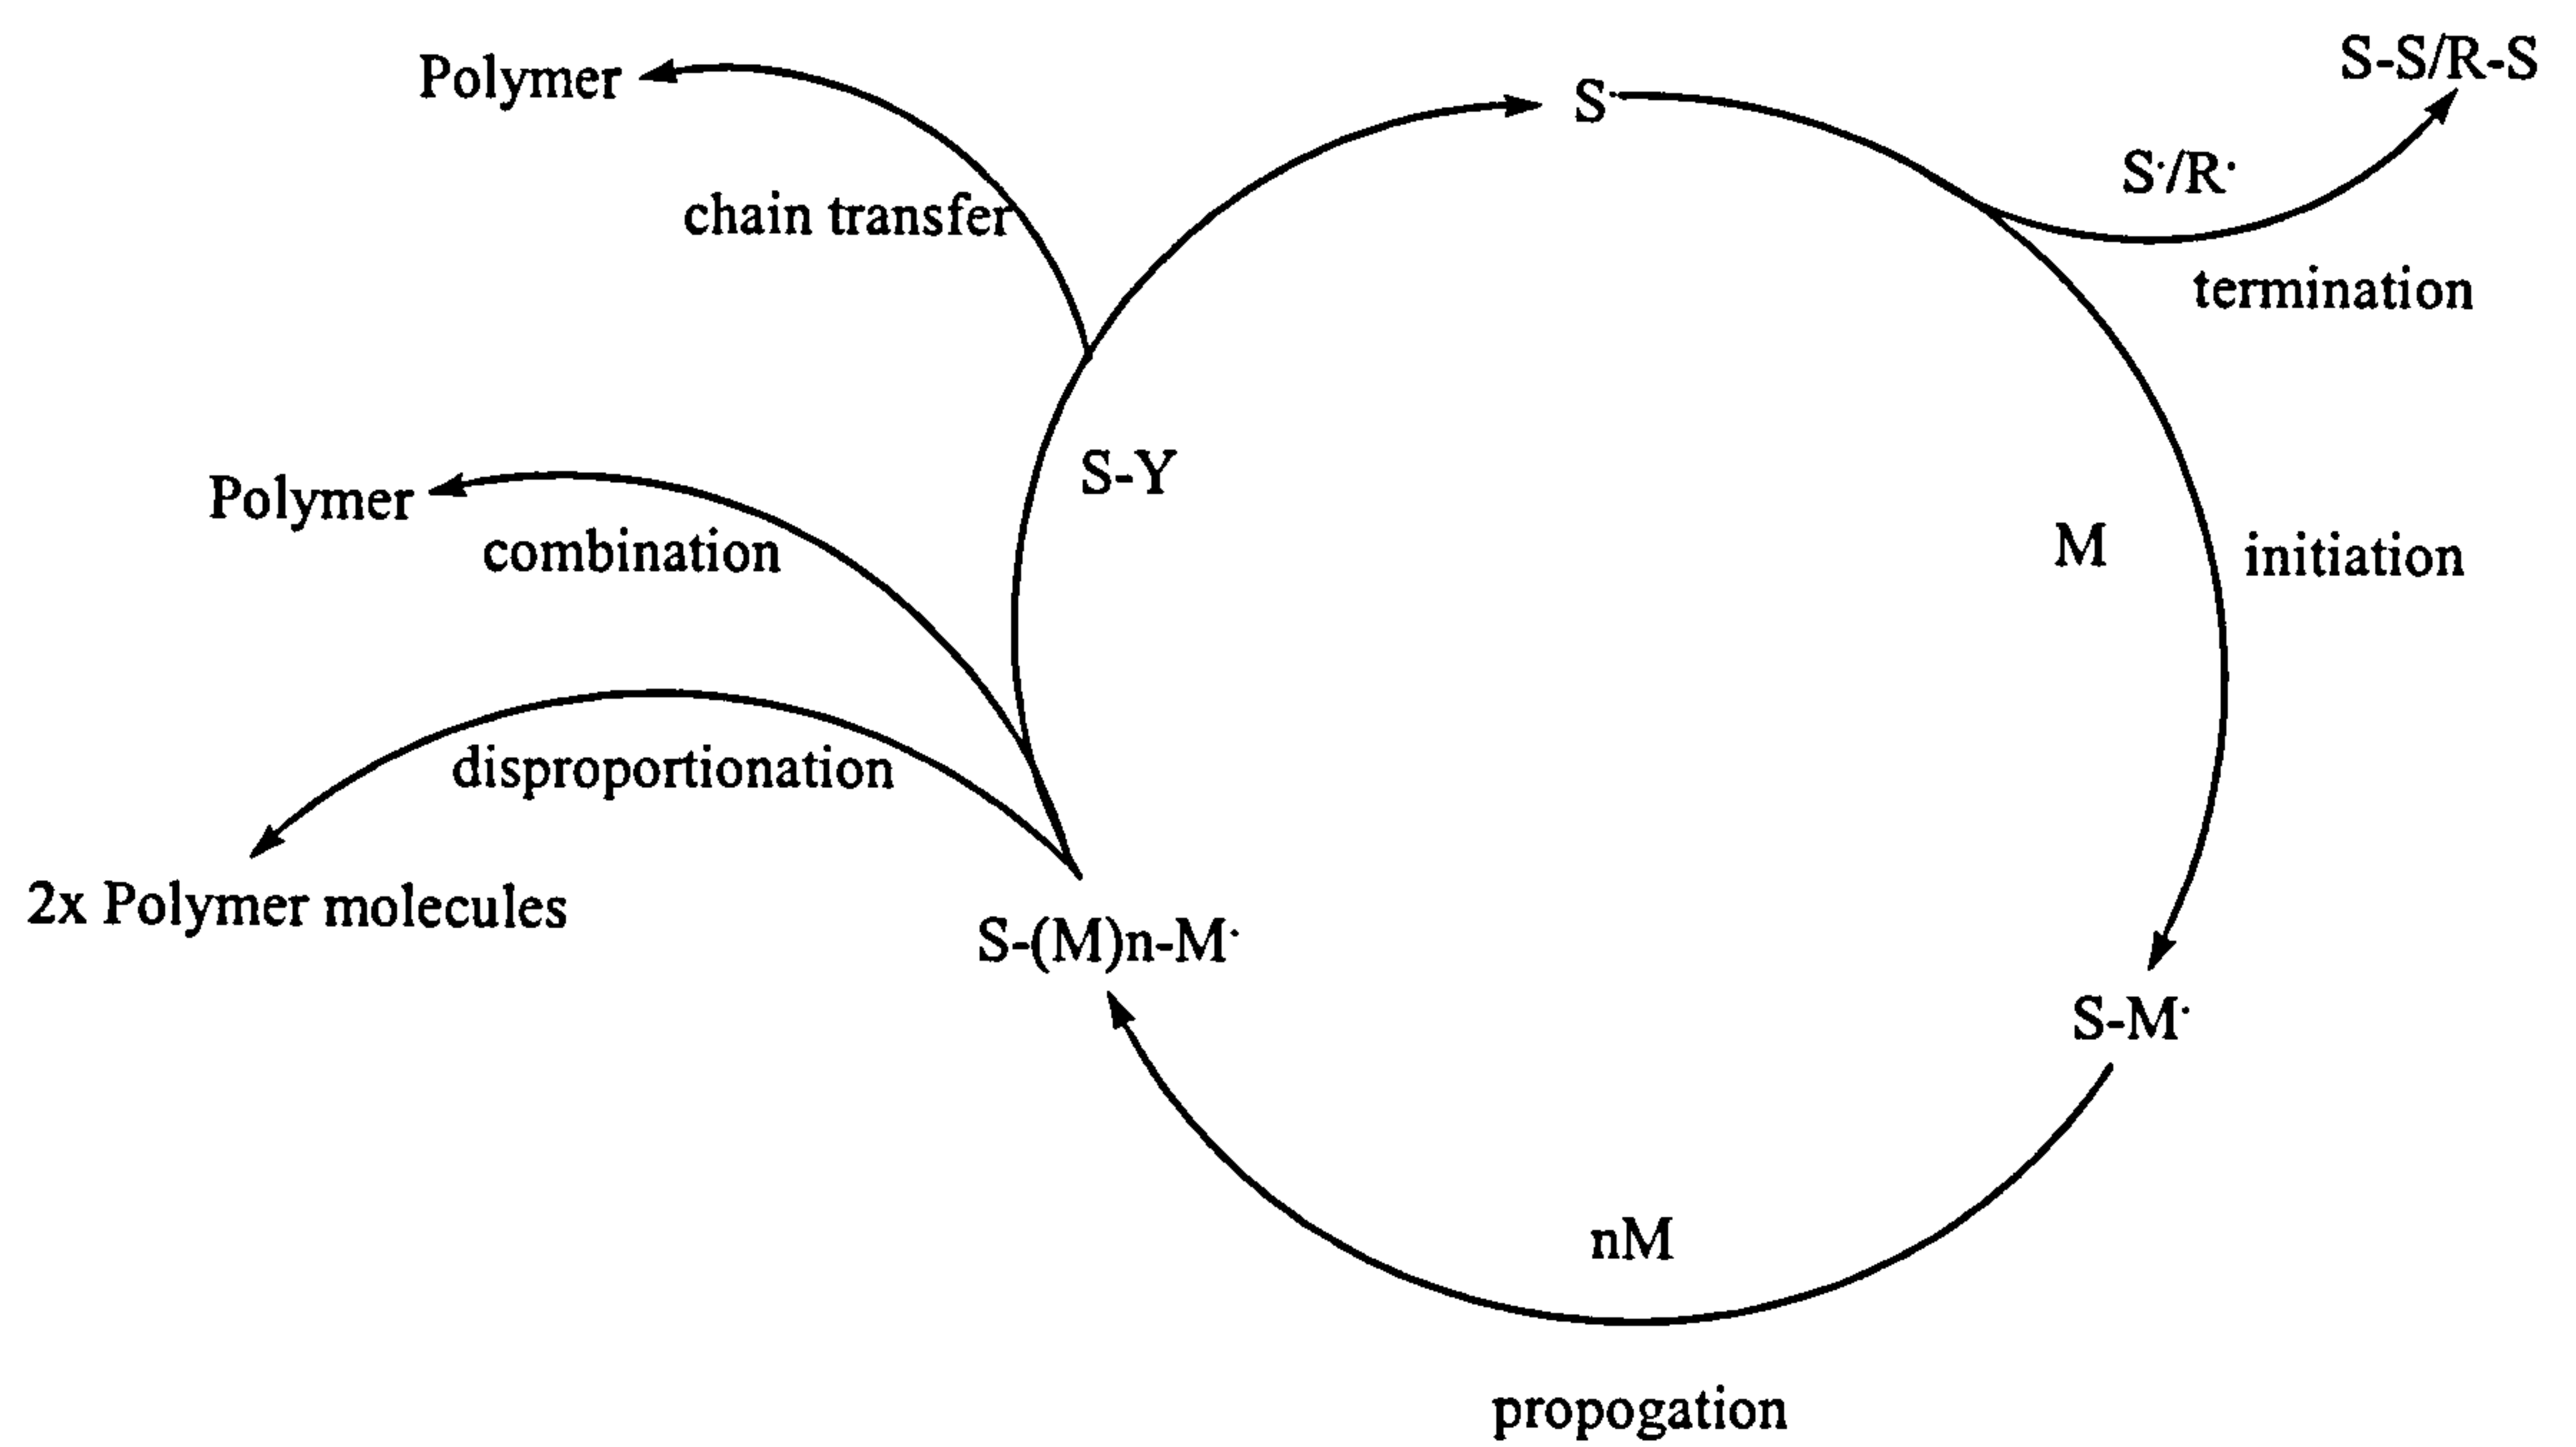 S-S/R-S
Polymer
S·
S·/R·
chain transfer
termination
S-Y
Polymer
combination
M
initiation
disproportionation
2x Polymer molecules
S-(M)n-M·
S-M·
nM
propogation